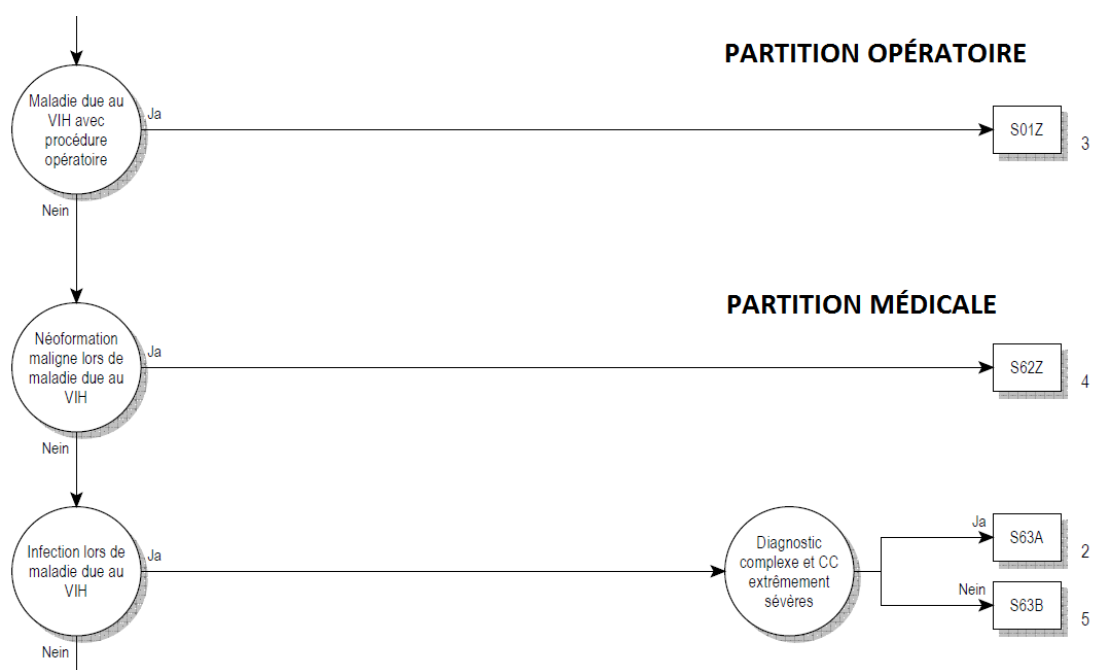 PARTITION OPÉRATOIRE
Maladie due au
VIH avec
procédure
opératoire
Ja
S01Z
3
Nein
PARTITION MÉDICALE
Néoformation
maligne lors de
maladie due au
VIH
Ja
S62Z
4
Nein
Infection lors de
maladie due au
VIH
Ja
Diagnostic
complexe et CC
extrêmement
sévères
Ja
S63A
2
Nein
S63B
5
Nein